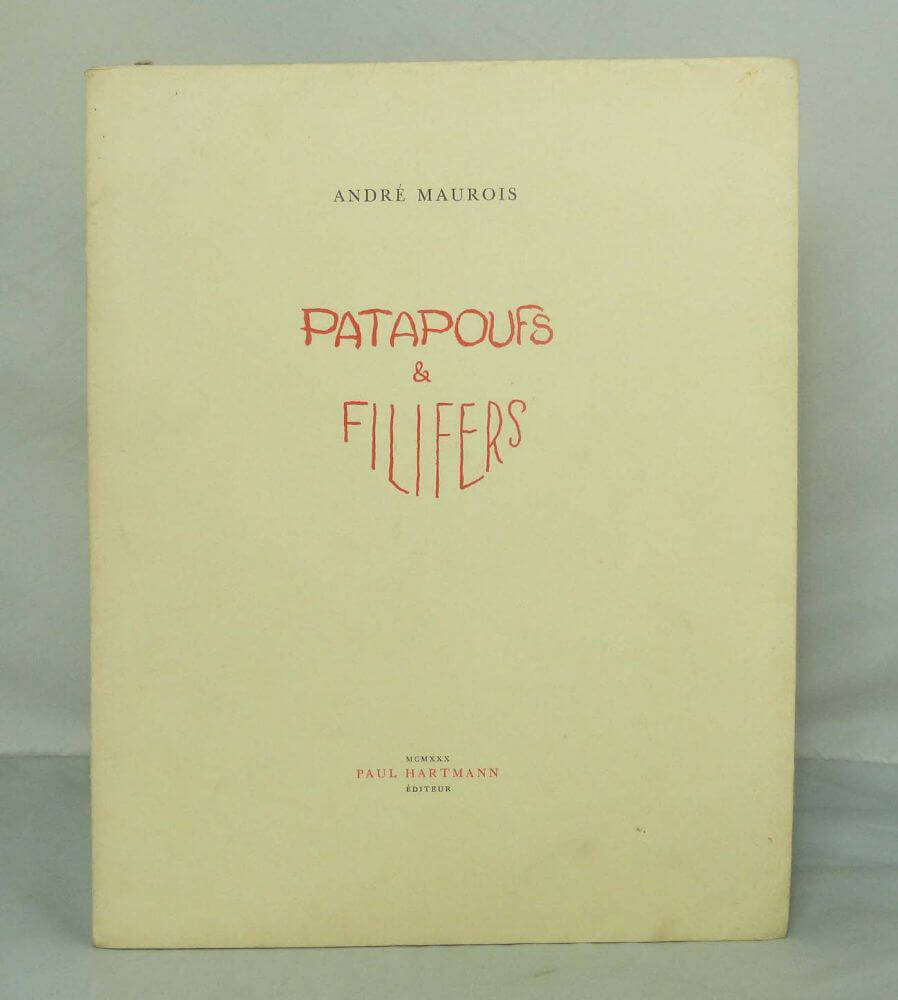 ANDRÉ MAUROIS
PATAPOUFS
&
FILIFERS
MCMXXX
PAUL HARTMANN
ÉDITEUR